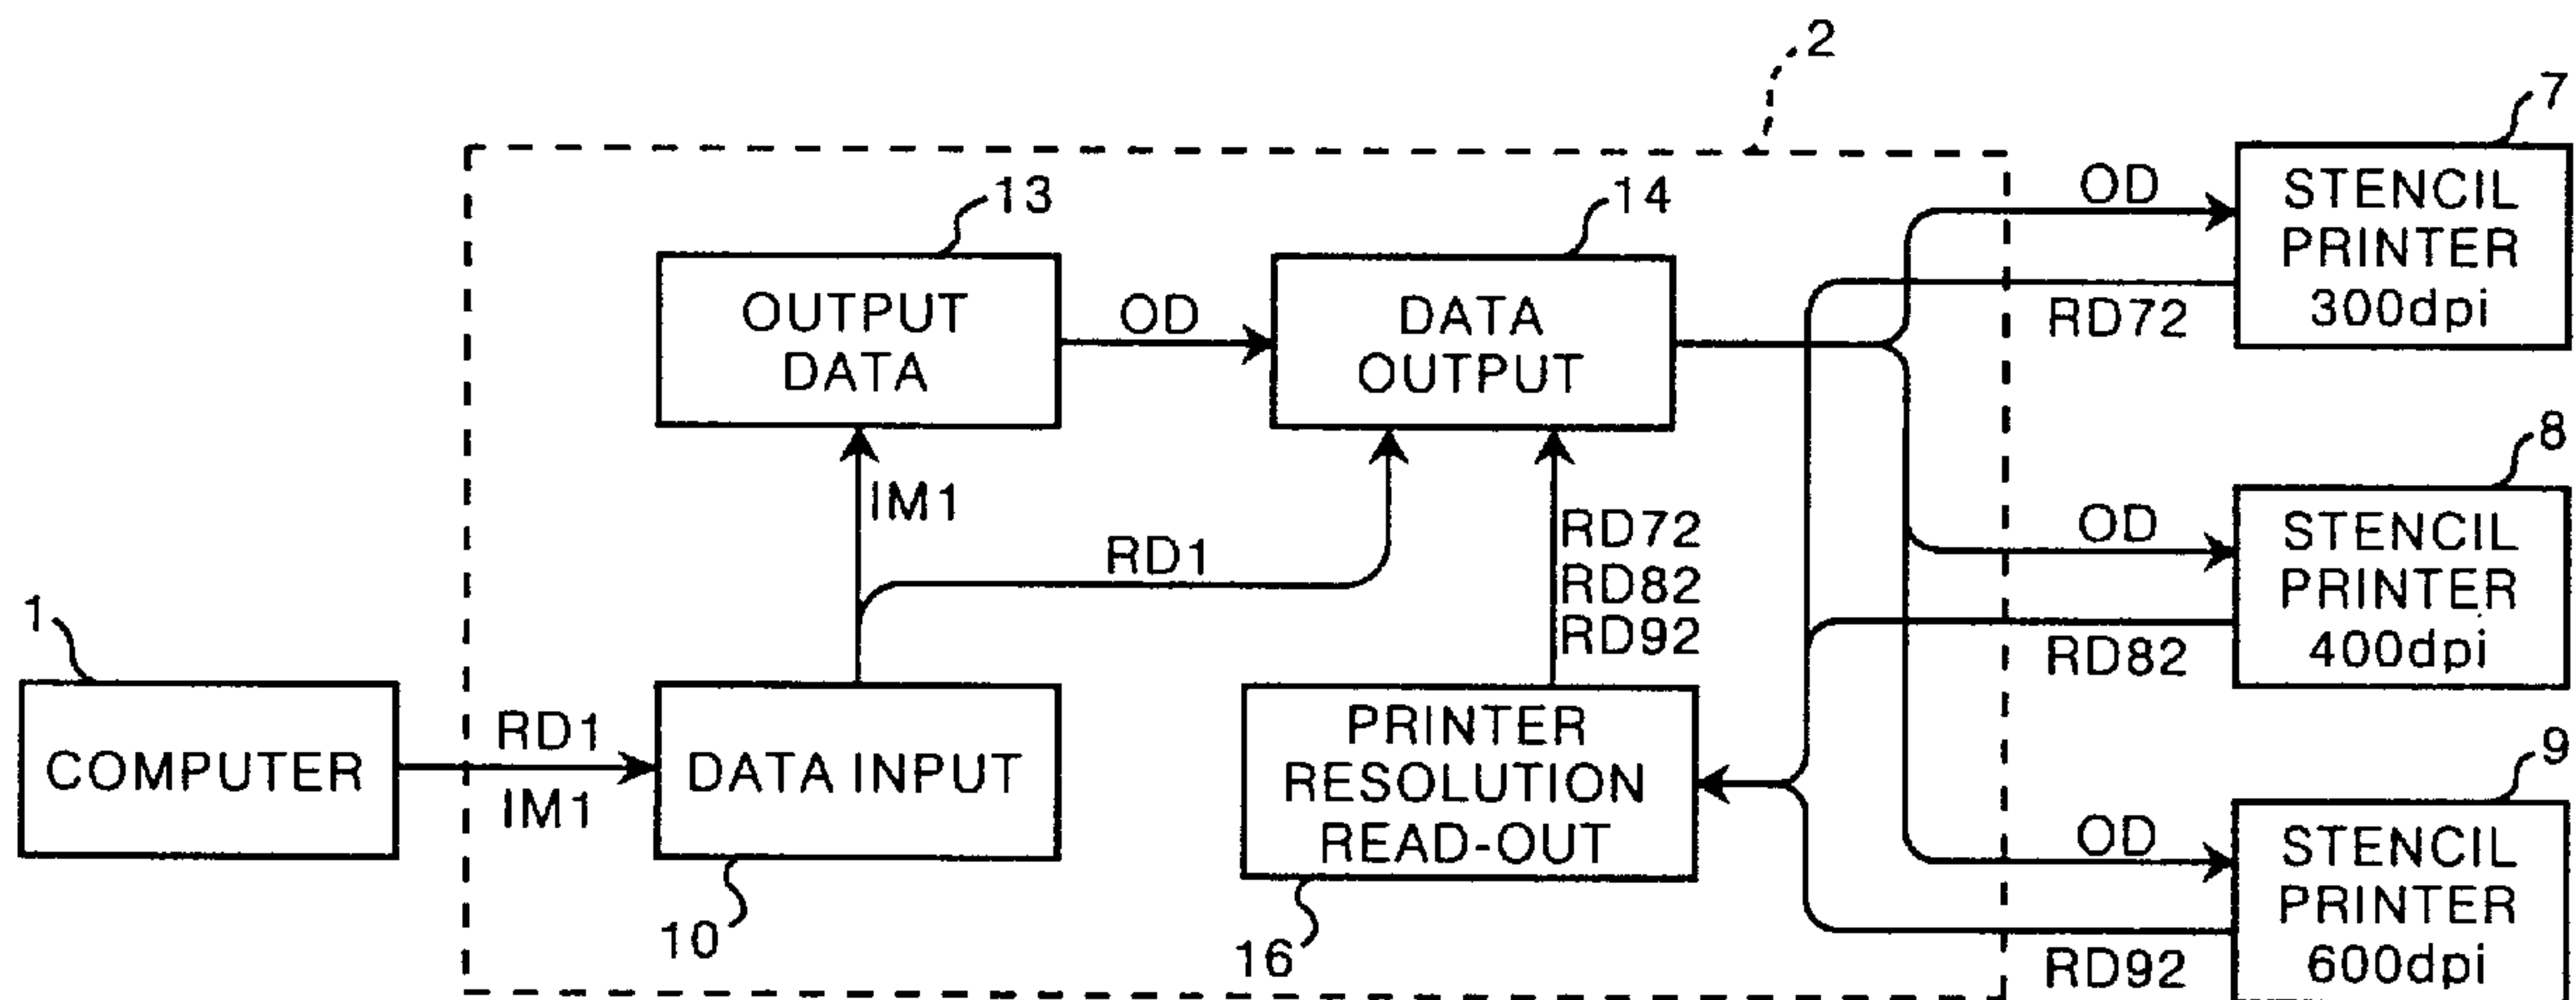 2
7
13
14
OD
STENCIL
PRINTER
300dpi
OUTPUT
DATA
OD
DATA
OUTPUT
RD72
8
IM1
RD1
RD72
RD82
RD92
OD
STENCIL
PRINTER
400dpi
RD82
1
COMPUTER
RD1
IM1
DATA INPUT
PRINTER
RESOLUTION
READ-OUT
9
OD
STENCIL
PRINTER
600dpi
10
16
RD92